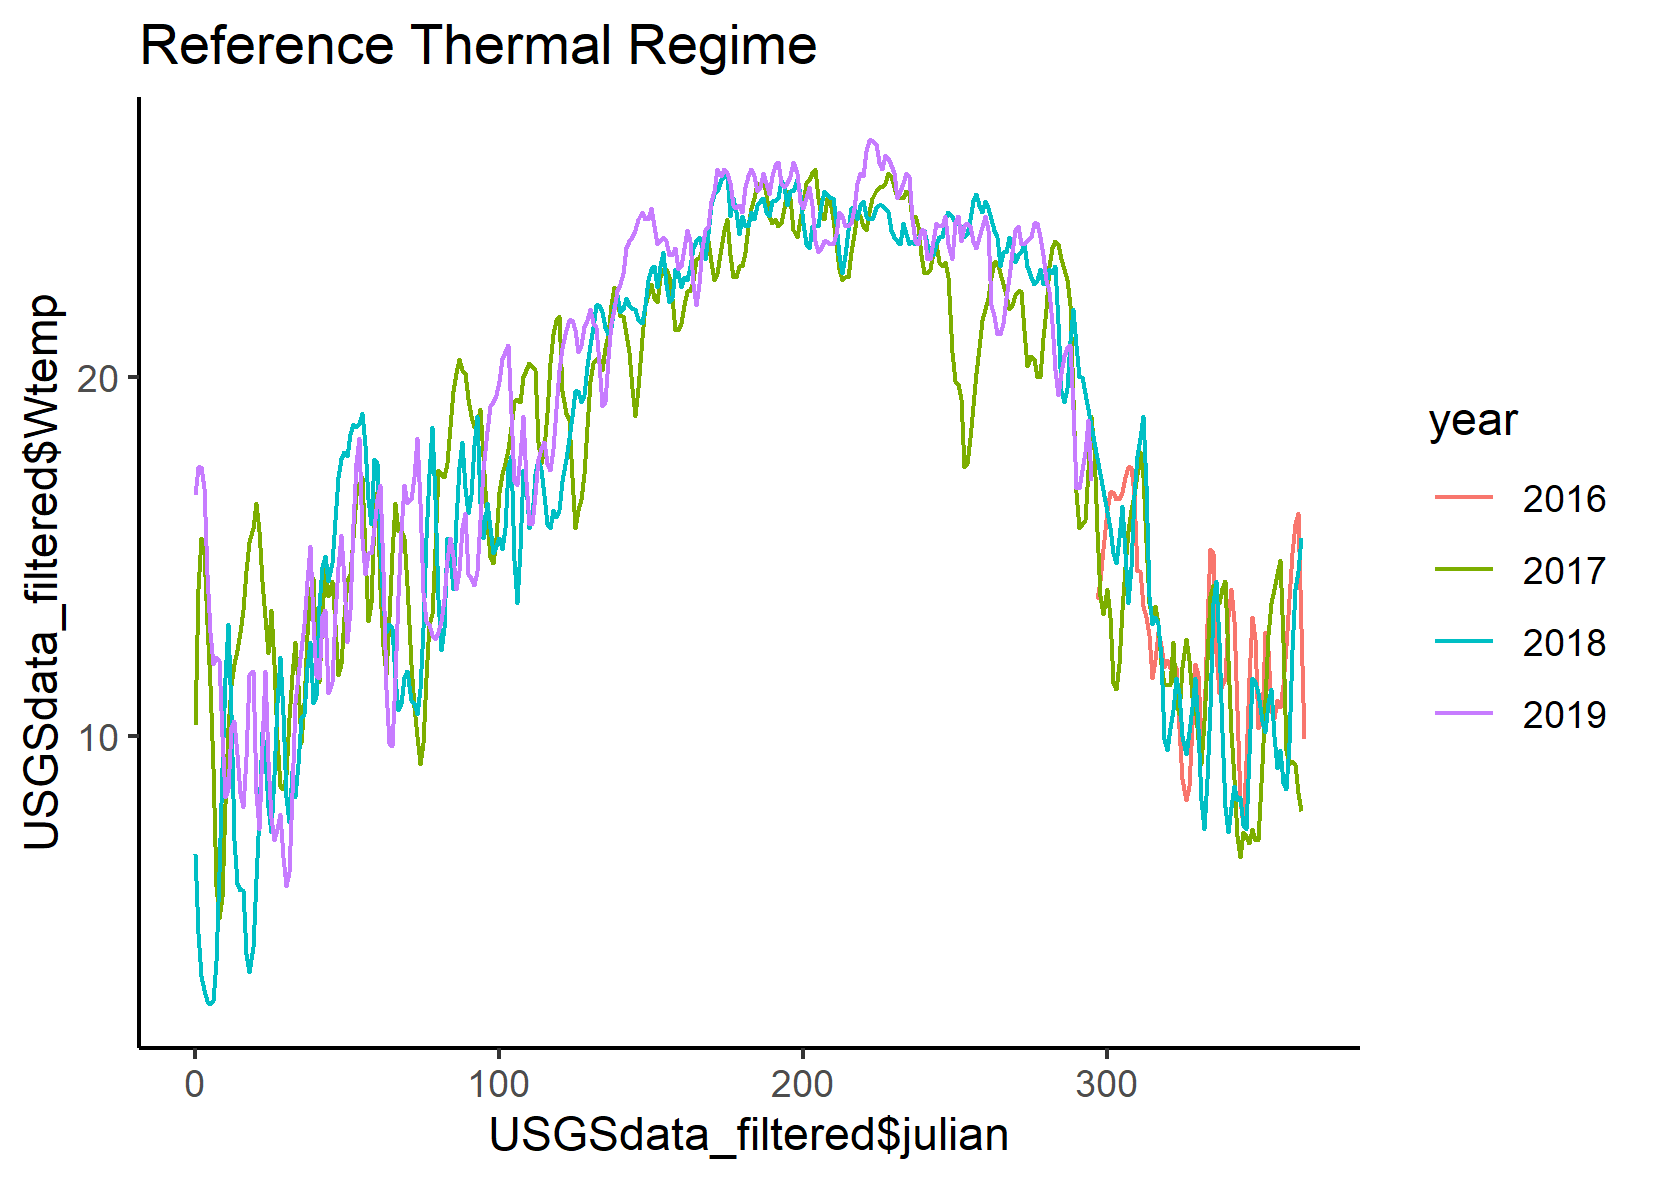 Reference Thermal Regime
USGSdata_filtered$Wtemp
20
10
0 100 200 300
USGSdata_filtered$julian
year
2016
2017
2018
2019